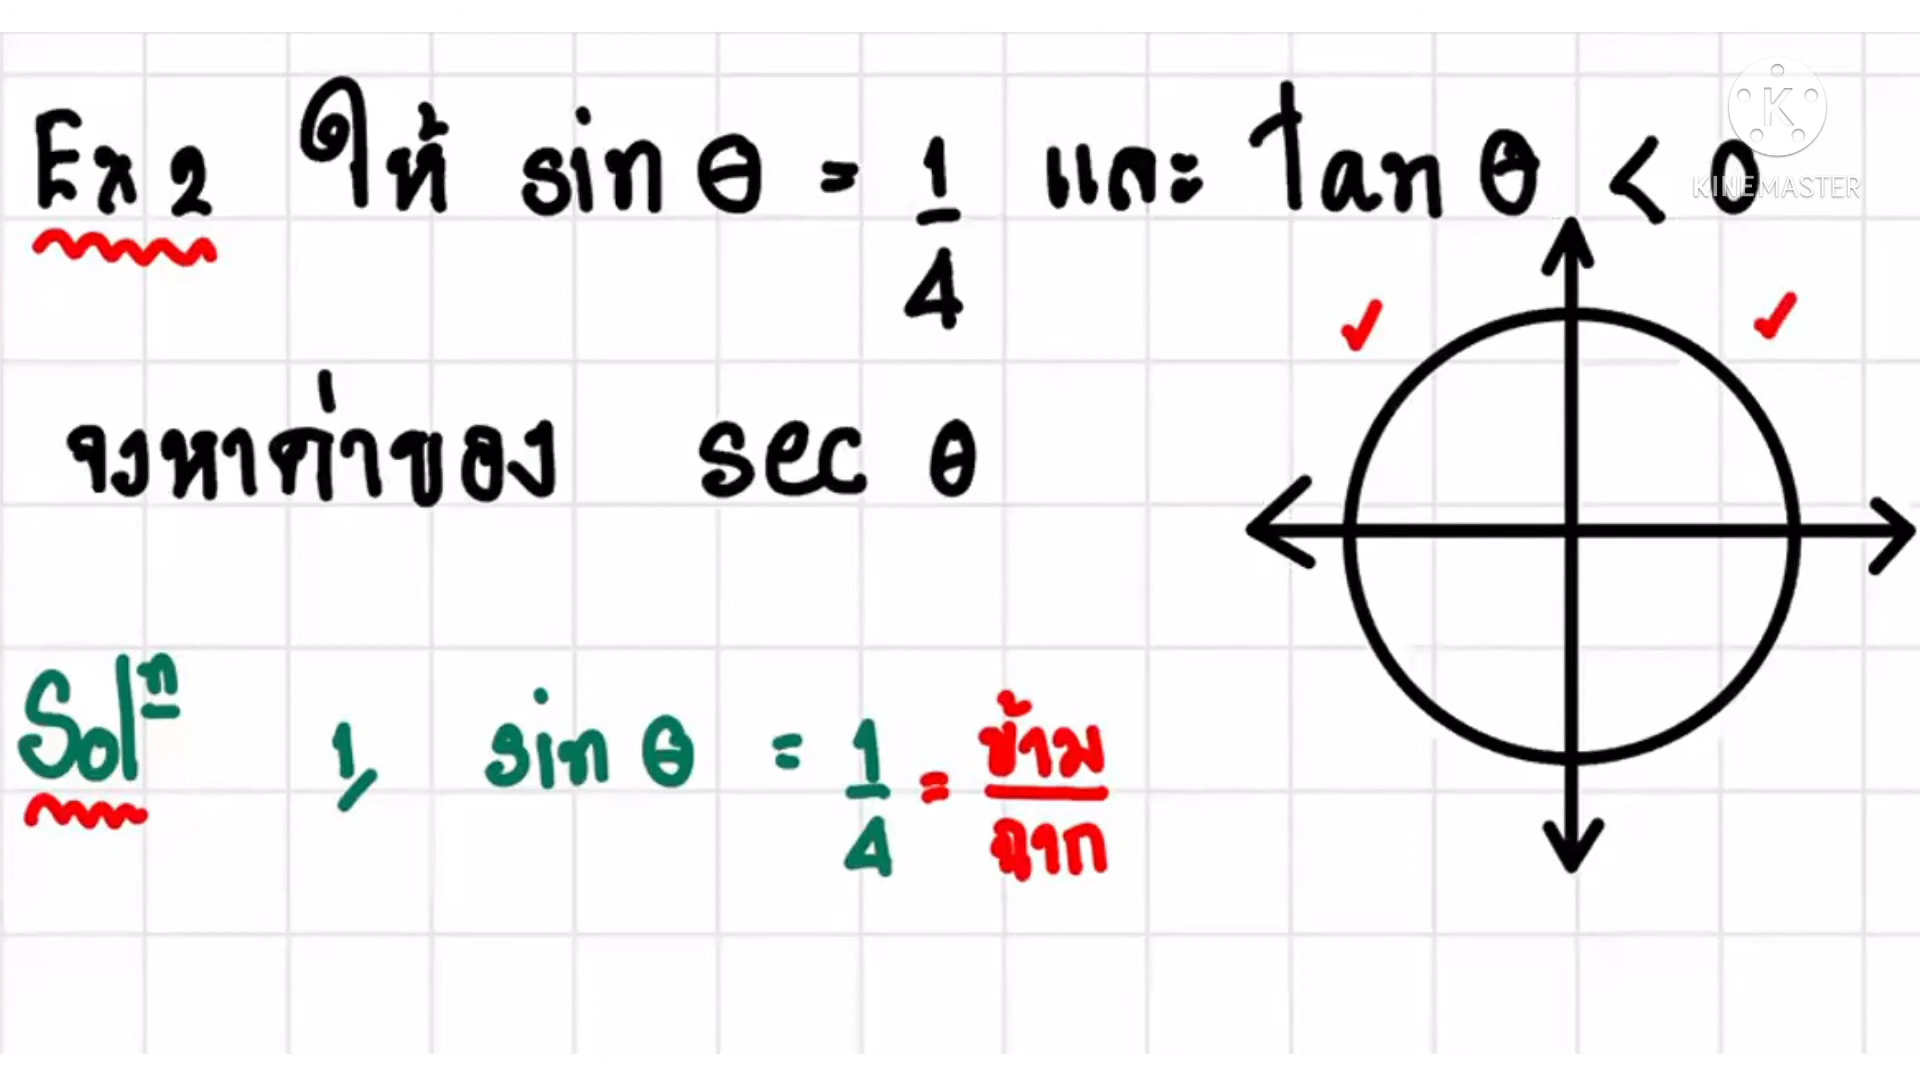 Ex 2 ให้ sin θ = 1/4 และ tan θ < 0
KINEMASTER
จงหาค่าของ sec θ
Solⁿ 1, sin θ = 1/4 = ข้าม/ฉาก